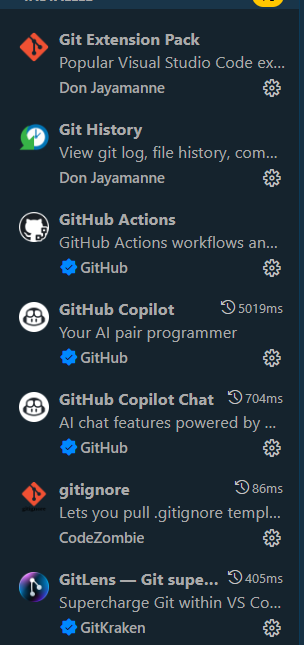 Git Extension Pack
Popular Visual Studio Code ex...
Don Jayamanne
Git History
View git log, file history, com...
Don Jayamanne
GitHub Actions
GitHub Actions workflows an...
GitHub
GitHub Copilot 5019ms
Your AI pair programmer
GitHub
GitHub Copilot Chat 704ms
AI chat features powered by ...
GitHub
gitignore 86ms
Lets you pull .gitignore templ...
CodeZombie
GitLens — Git supe... 405ms
Supercharge Git within VS Co...
GitKraken